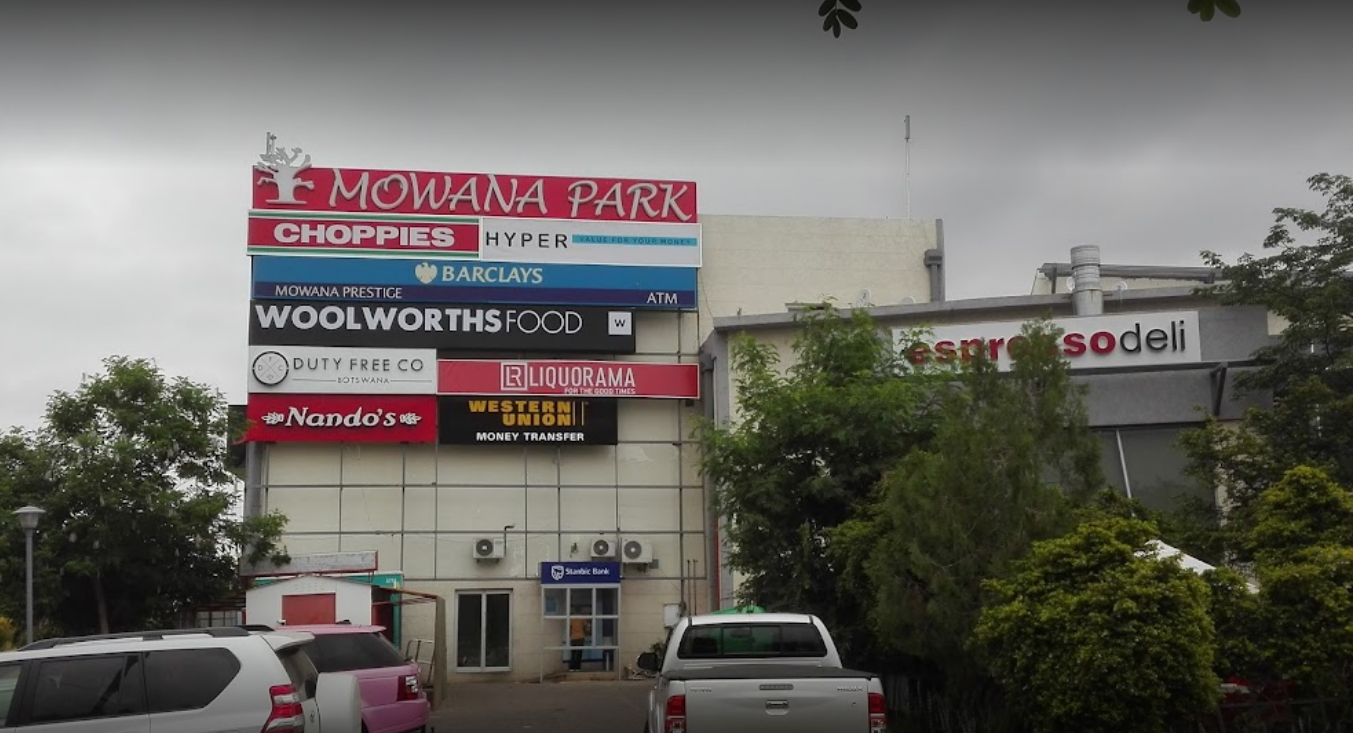 MOWANA PARK
CHOPPIES
HYPER VALUE FOR YOUR MONEY
BARCLAYS
MOWANA PRESTIGE ATM
WOOLWORTHS FOOD W
DUTY FREE CO
BOTSWANA
LR LIQUORAMA
FOR THE GOOD TIMES
Nando's
WESTERN
UNION
MONEY TRANSFER
espressodeli
Stanbic Bank